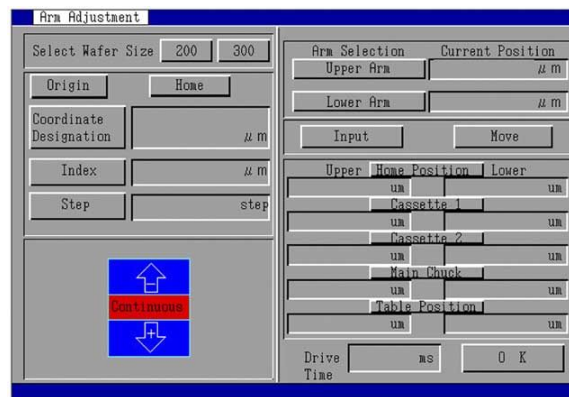 Arm Adjustment
Select Wafer Size 200 300
Origin Home
Coordinate
Designation μm
Index μm
Step step
-
Continuous
+
Arm Selection Current Position
Upper Arm μm
Lower Arm μm
Input Move
Upper Home Position Lower
um um
Cassette 1
um um
Cassette 2
um um
Main Chuck
um um
Table Position
um um
Drive
Time ms O K